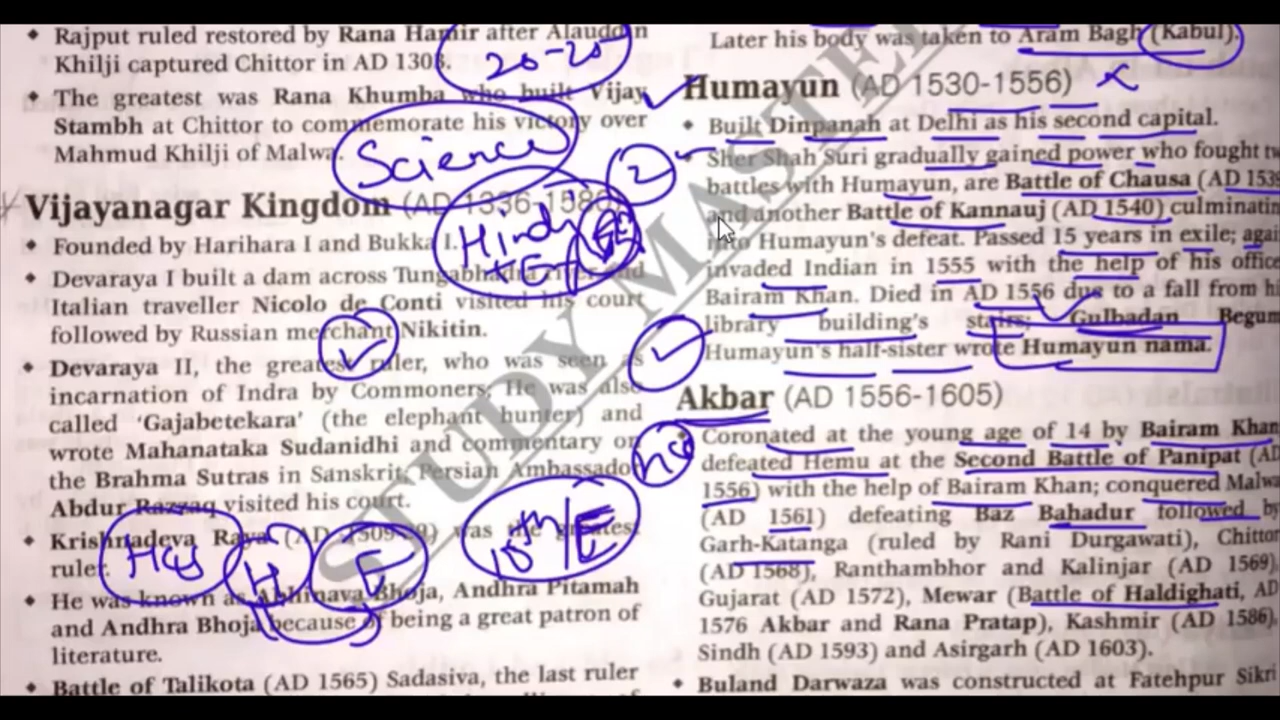 Rajput ruled restored by Rana Hamir after Alauddin
Khilji captured Chittor in AD 1303.
The greatest was Rana Khumba who built Vijay
Stambh at Chittor to commemorate his victory over
Mahmud Khilji of Malwa.
Vijayanagar Kingdom (AD 1336-1580)
Founded by Harihara I and Bukka I.
Devaraya I built a dam across Tungabhadra river and
Italian traveller Nicolo de Conti visited his court
followed by Russian merchant Nikitin.
Devaraya II, the greatest ruler, who was seen as
incarnation of Indra by Commoners; He was also
called 'Gajabetekara' (the elephant hunter) and
wrote Mahanataka Sudanidhi and commentary on
the Brahma Sutras in Sanskrit. Persian Ambassador
Abdur Razzaq visited his court.
Krishnadeva Raya (AD 1509-29) was the greatest
ruler.
He was known as Abhinava Bhoja, Andhra Pitamah
and Andhra Bhoja because of being a great patron of
literature.
Battle of Talikota (AD 1565) Sadasiva, the last ruler
Later his body was taken to Aram Bagh (Kabul).
Humayun (AD 1530-1556)
Built Dinpanah at Delhi as his second capital.
Sher Shah Suri gradually gained power who fought
battles with Humayun, are Battle of Chausa (AD 
and another Battle of Kannauj (AD 1540) culminatin
into Humayun's defeat. Passed 15 years in exile; agai
invaded Indian in 1555 with the help of his office
Bairam Khan. Died in AD 1556 due to a fall from hi
library building's stairs; Gulbadan Begum
Humayun's half-sister wrote Humayun nama.
Akbar (AD 1556-1605)
Coronated at the young age of 14 by Bairam Khan
defeated Hemu at the Second Battle of Panipat (AD
1556) with the help of Bairam Khan; conquered Malwa
(AD 1561) defeating Baz Bahadur followed by
Garh-Katanga (ruled by Rani Durgawati), Chittor
(AD 1568), Ranthambhor and Kalinjar (AD 1569),
Gujarat (AD 1572), Mewar (Battle of Haldighati, AD
1576 Akbar and Rana Pratap), Kashmir (AD 1586),
Sindh (AD 1593) and Asirgarh (AD 1603).
Buland Darwaza was constructed at Fatehpur Sikri
STUDY MASTER
20-25
Science
2
Hindi
H
E
10th/E